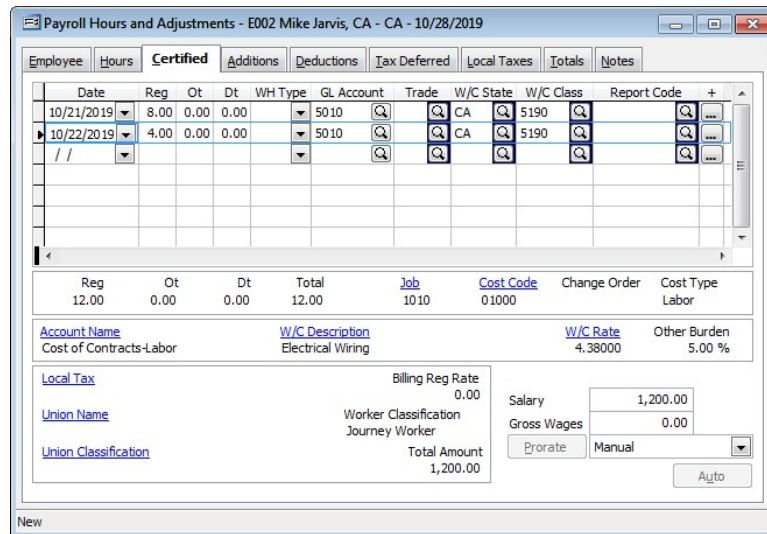 Payroll Hours and Adjustments - E002 Mike Jarvis, CA - CA - 10/28/2019
Employee Hours Certified Additions Deductions Tax Deferred Local Taxes Totals Notes
Date Reg Ot Dt WH Type GL Account Trade W/C State W/C Class Report Code +
10/21/2019 8.00 0.00 0.00 5010 CA 5190 ...
10/22/2019 4.00 0.00 0.00 5010 CA 5190 ...
/ / ...
Reg Ot Dt Total Job Cost Code Change Order Cost Type
12.00 0.00 0.00 12.00 1010 01000 Labor
Account Name W/C Description W/C Rate Other Burden
Cost of Contracts-Labor Electrical Wiring 4.38000 5.00 %
Local Tax Billing Reg Rate
0.00
Salary 1,200.00
Union Name Worker Classification
Journey Worker
Gross Wages 0.00
Prorate Manual
Union Classification Total Amount
1,200.00
Auto
New